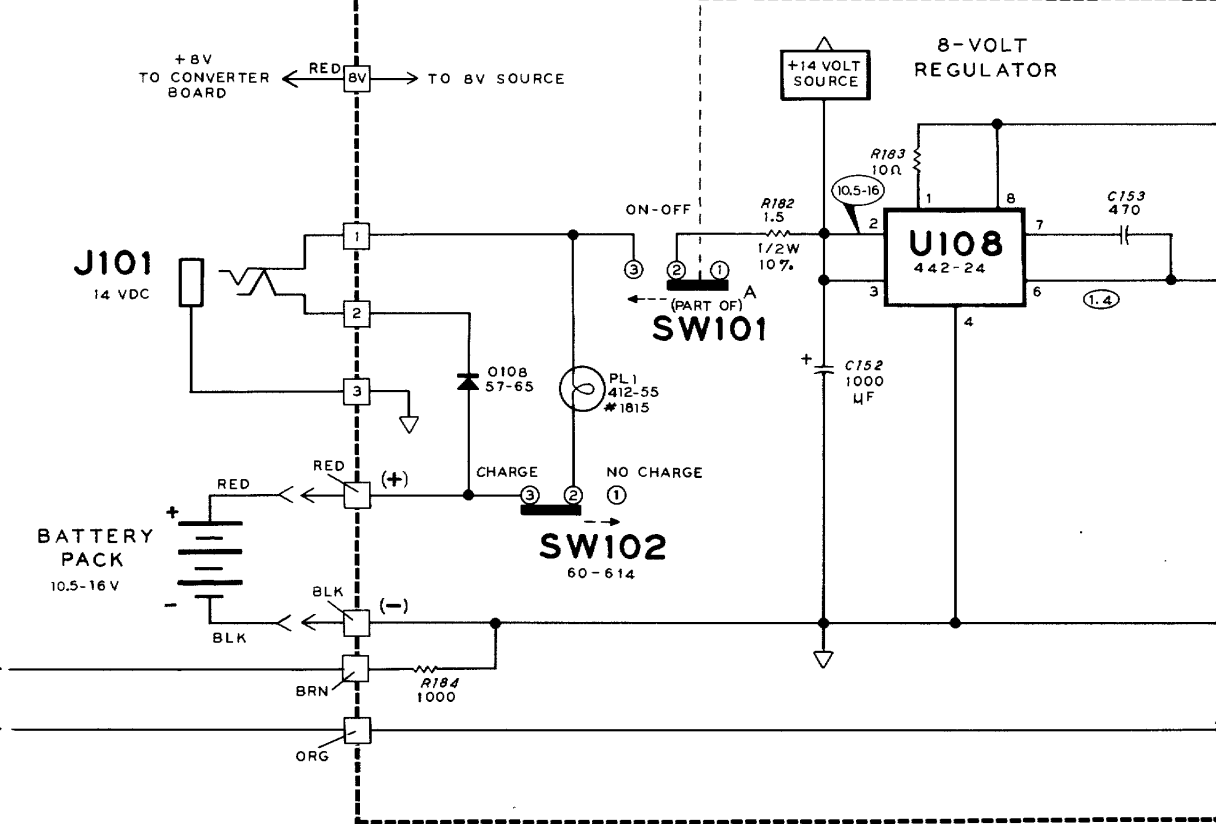 +8V
TO CONVERTER
BOARD
RED
8V
TO 8V SOURCE
+14 VOLT
SOURCE
8-VOLT
REGULATOR
R183
10Ω
10.5-16
C153
470
1
8
2
7
U108
442-24
3
6
4
1.4
J101
14 VDC
1
2
3
ON-OFF
R182
1.5
1/2W
10%
3
2
1
(PART OF) A
SW101
+
C152
1000
μF
D108
57-65
PL1
412-55
#1815
RED
RED
(+)
CHARGE
NO CHARGE
3
2
1
SW102
60-614
+
BATTERY
PACK
10.5-16V
-
BLK
(-)
BLK
BRN
R184
1000
ORG